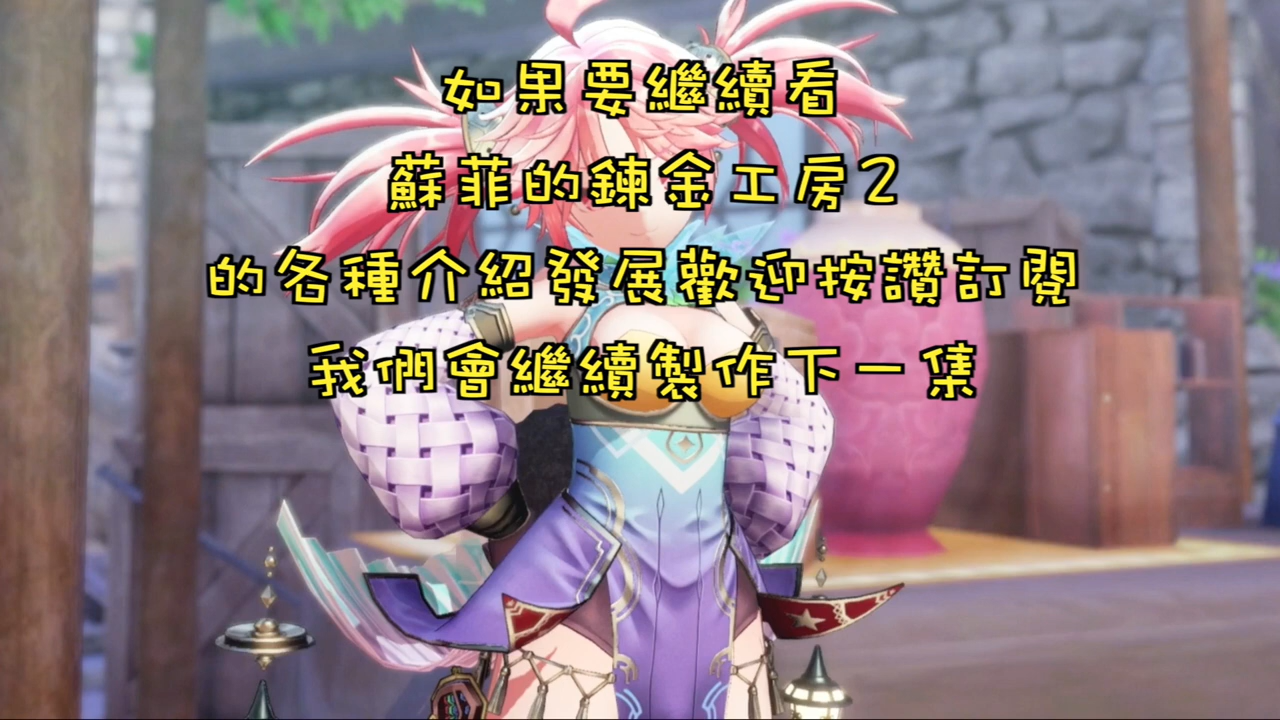 如果要繼續看
蘇菲的鍊金工房2
的各種介紹發展歡迎按讚訂閱
我們會繼續製作下一集